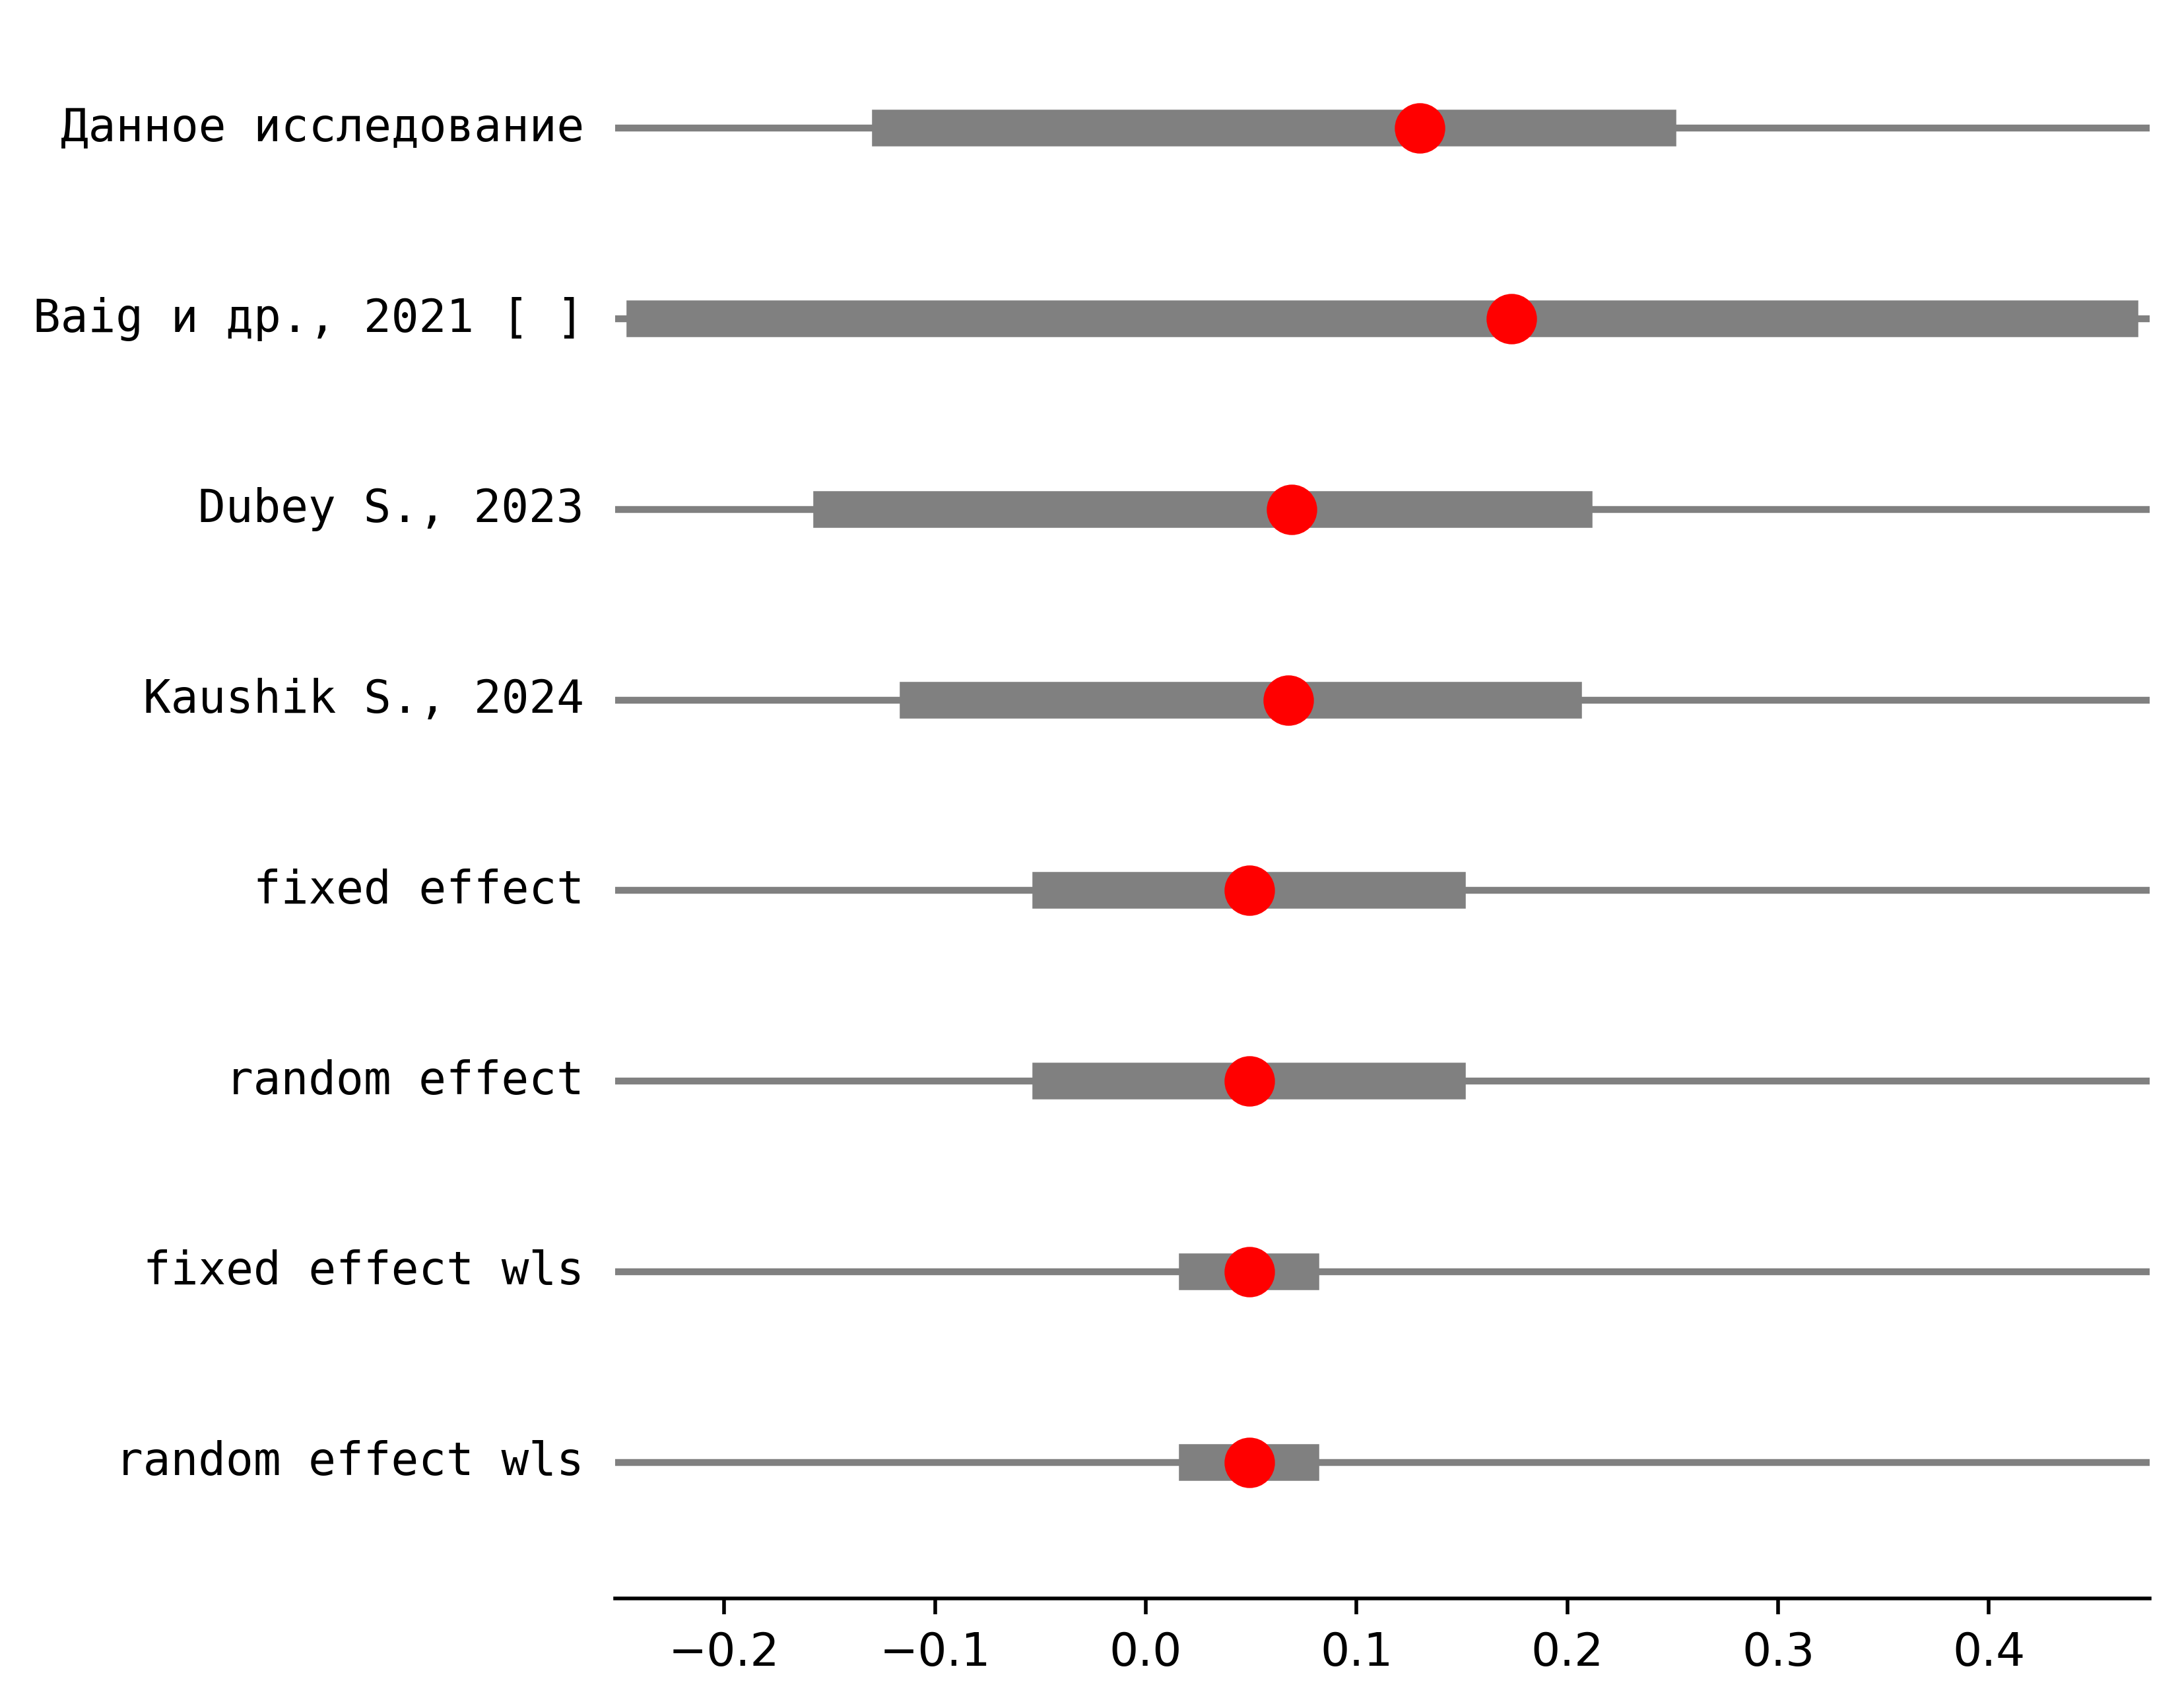 Данное исследование
Baig и др., 2021 [ ]
Dubey S., 2023
Kaushik S., 2024
fixed effect
random effect
fixed effect wls
random effect wls
−0.2 −0.1 0.0 0.1 0.2 0.3 0.4